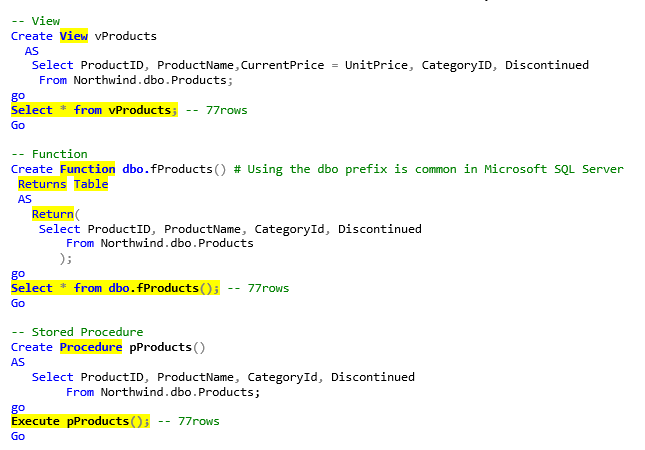 -- View
Create View vProducts
AS
Select ProductID, ProductName,CurrentPrice = UnitPrice, CategoryID, Discontinued
From Northwind.dbo.Products;
go
Select * from vProducts; -- 77rows
Go
-- Function
Create Function dbo.fProducts() # Using the dbo prefix is common in Microsoft SQL Server
Returns Table
AS
Return(
Select ProductID, ProductName, CategoryId, Discontinued
From Northwind.dbo.Products
);
go
Select * from dbo.fProducts(); -- 77rows
Go
-- Stored Procedure
Create Procedure pProducts()
AS
Select ProductID, ProductName, CategoryId, Discontinued
From Northwind.dbo.Products;
go
Execute pProducts(); -- 77rows
Go